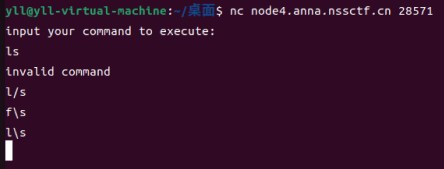 yll@yll-virtual-machine:~/桌面$ nc node4.anna.nssctf.cn 28571
input your command to execute:
ls
invalid command
l/s
f\s
l\s